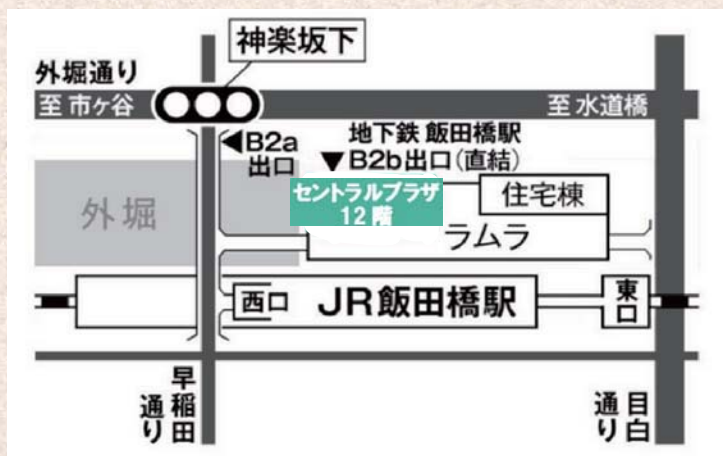 神楽坂下
外堀通り
至 市ヶ谷
至 水道橋
◀B2a
出口
地下鉄 飯田橋駅
▼B2b出口(直結)
セントラルプラザ
12階
住宅棟
外堀
ラムラ
西口
JR飯田橋駅
東口
早稲田
通り
目白
通り